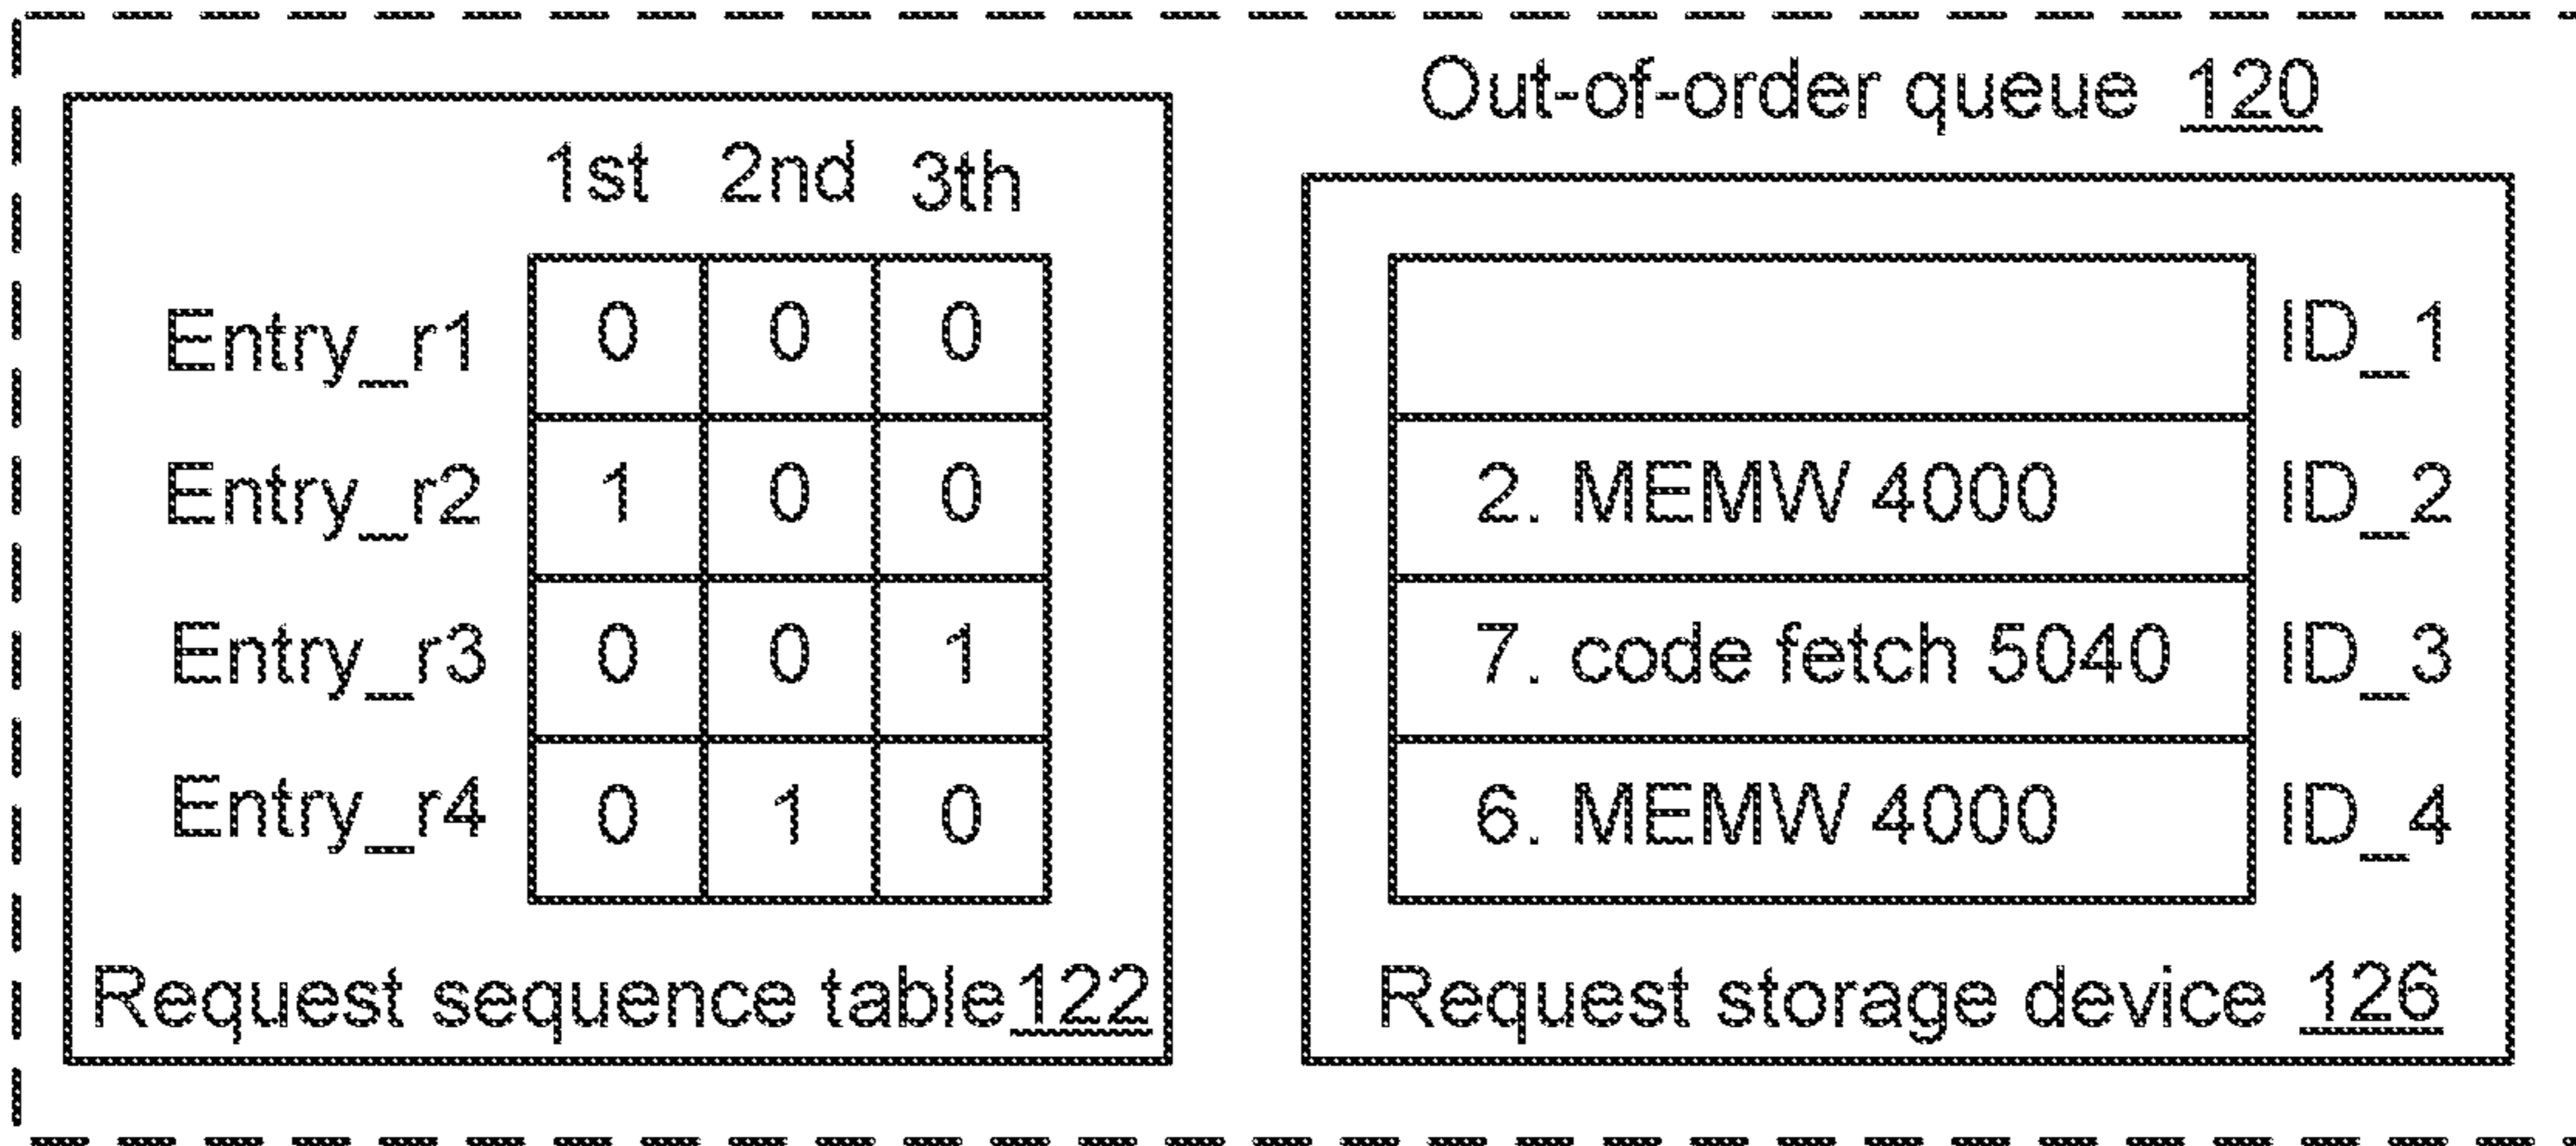 Out-of-order queue 120
1st 2nd 3th
Entry_r1 0 0 0
Entry_r2 1 0 0
Entry_r3 0 0 1
Entry_r4 0 1 0
Request sequence table 122
ID_1
2. MEMW 4000 ID_2
7. code fetch 5040 ID_3
6. MEMW 4000 ID_4
Request storage device 126